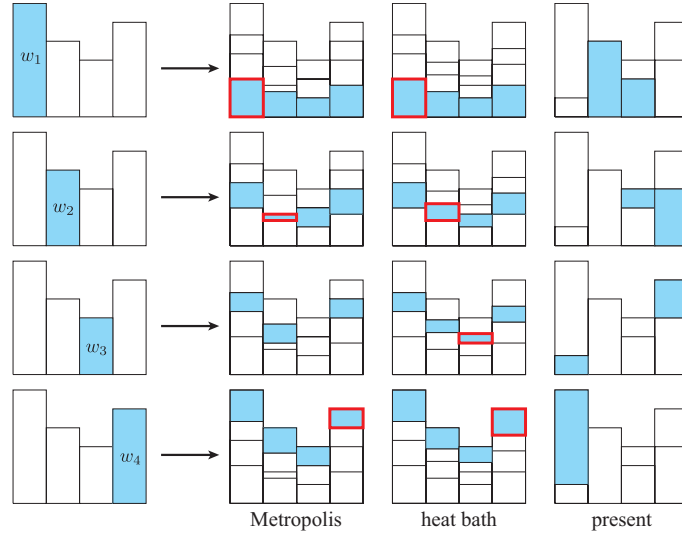 w₁
w₂
w₃
w₄
Metropolis heat bath present